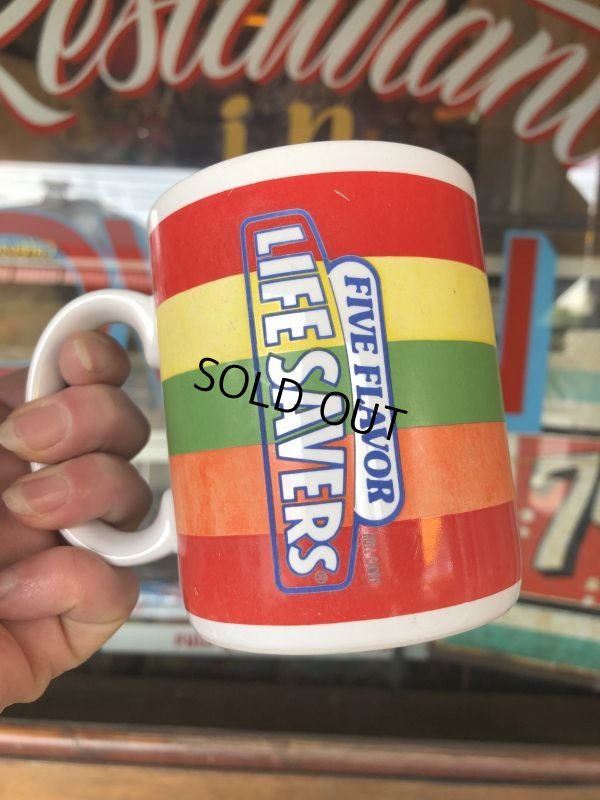 Restaurant
in
FIVE FLAVOR
LIFE SAVERS®
SOLD OUT